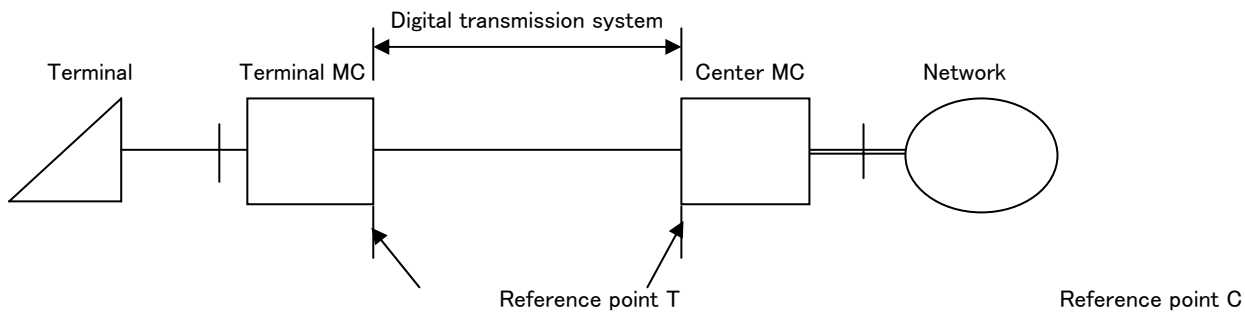 Digital transmission system
Terminal
Terminal MC
Center MC
Network
Reference point T
Reference point C